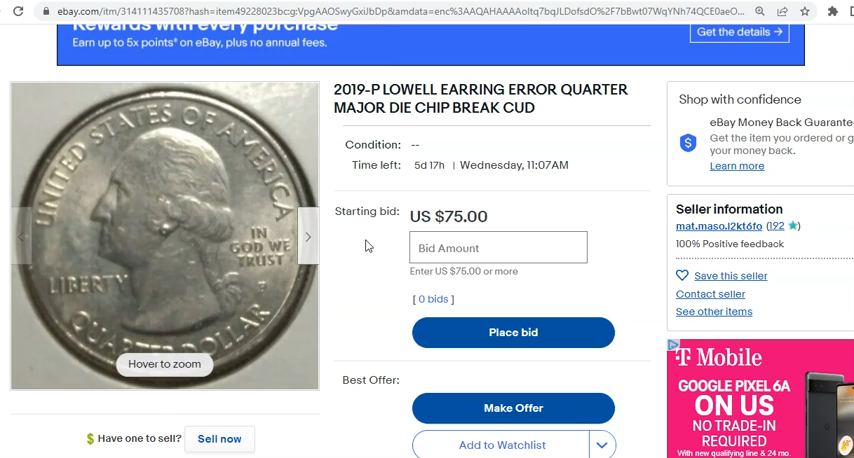 ebay.com/itm/314111435708?hash=item49228023bc:g:VpgAAOSwyGxiJbDp&amdata=enc%3AAQAHAAAAoItq7bqJLDofsdO%2F7bBwt07WqYNh74QCE0aeO...
Rewards with every purchase
Earn up to 5x points* on eBay, plus no annual fees.
Get the details →
UNITED STATES OF AMERICA
IN
GOD WE
TRUST
LIBERTY
P
QUARTER DOLLAR
Hover to zoom
Have one to sell?
Sell now
2019-P LOWELL EARRING ERROR QUARTER
MAJOR DIE CHIP BREAK CUD
Condition: --
Time left: 5d 17h | Wednesday, 11:07AM
Starting bid: US $75.00
Bid Amount
Enter US $75.00 or more
[ 0 bids ]
Place bid
Best Offer:
Make Offer
Add to Watchlist
Shop with confidence
eBay Money Back Guarante
Get the item you ordered or g
your money back.
Learn more
Seller information
mat.maso.l2kt6fo (192 ★)
100% Positive feedback
Save this seller
Contact seller
See other items
T Mobile
GOOGLE PIXEL 6A
ON US
NO TRADE-IN
REQUIRED
With new qualifying line & 24 mo.